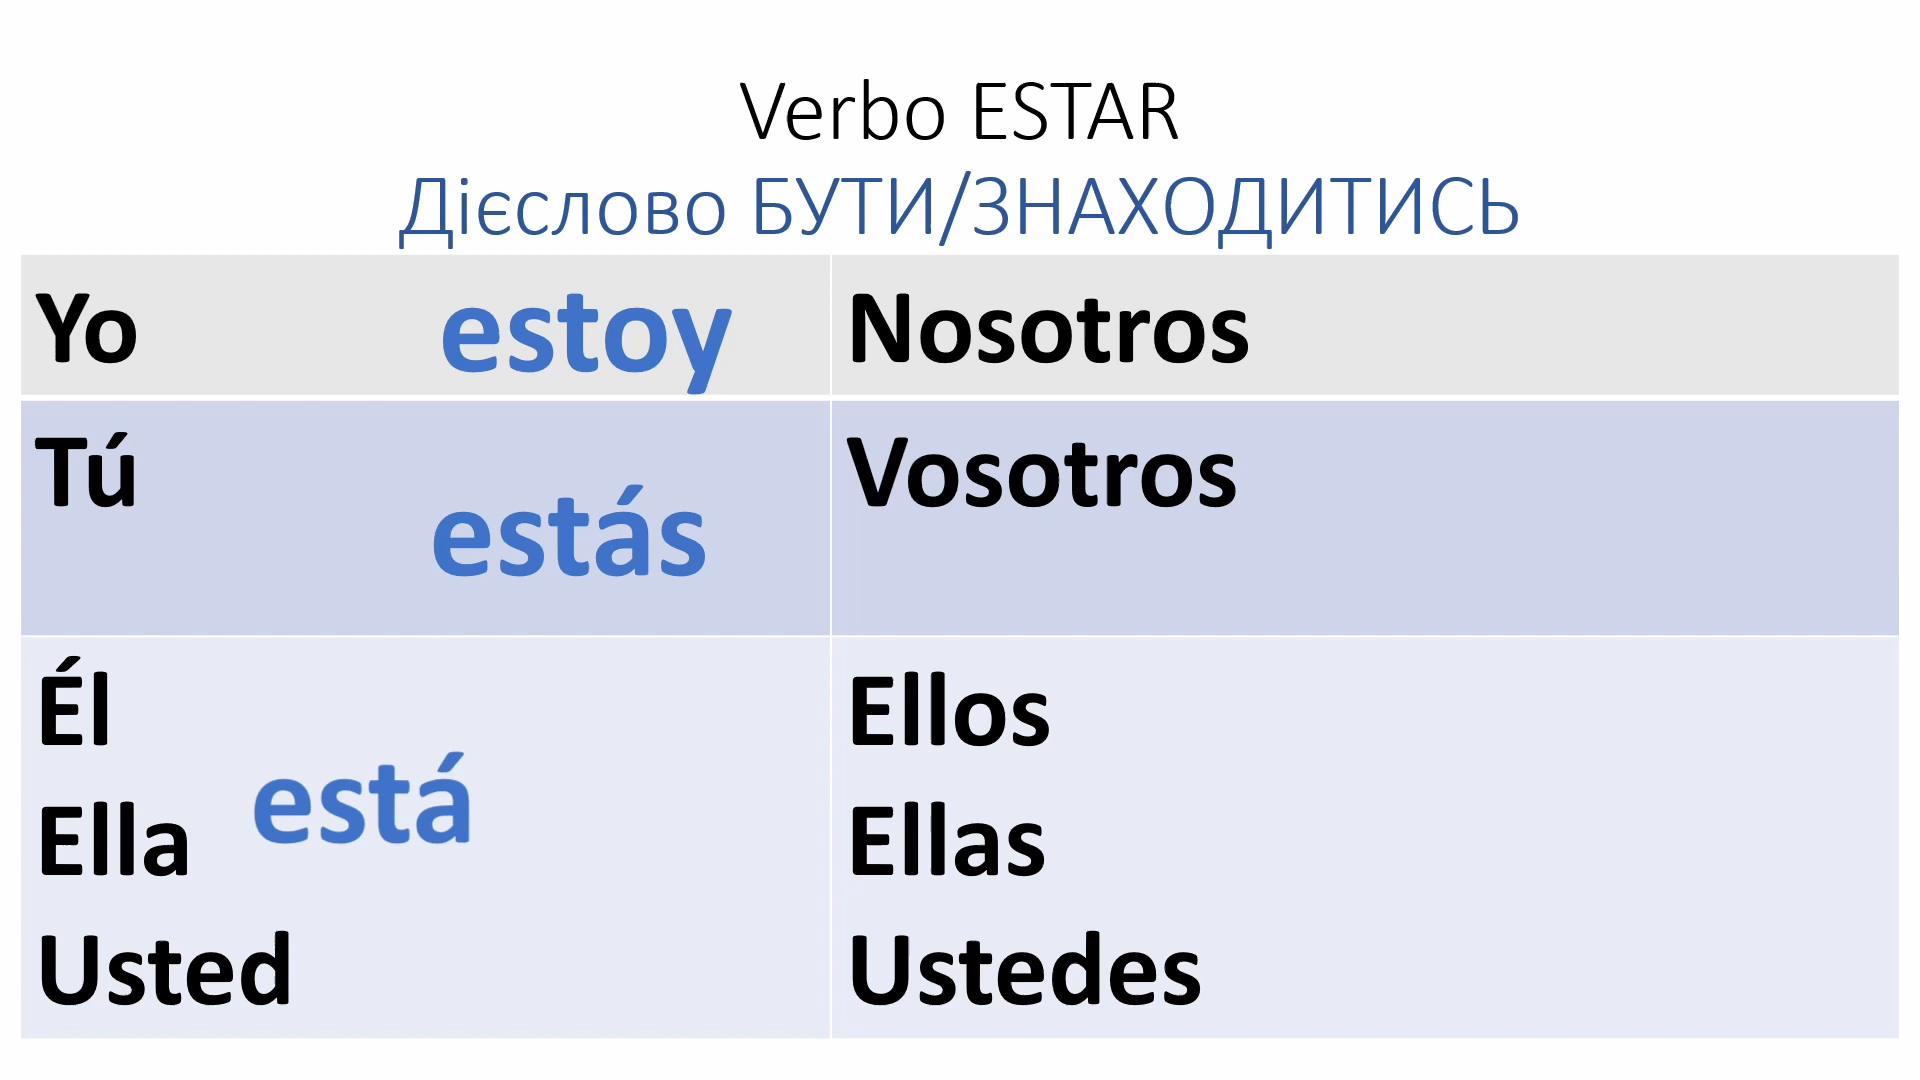 Verbo ESTAR
Дієслово БУТИ/ЗНАХОДИТИСЬ
Yo estoy Nosotros
Tú Vosotros
estás
Él Ellos
está
Ella Ellas
Usted Ustedes